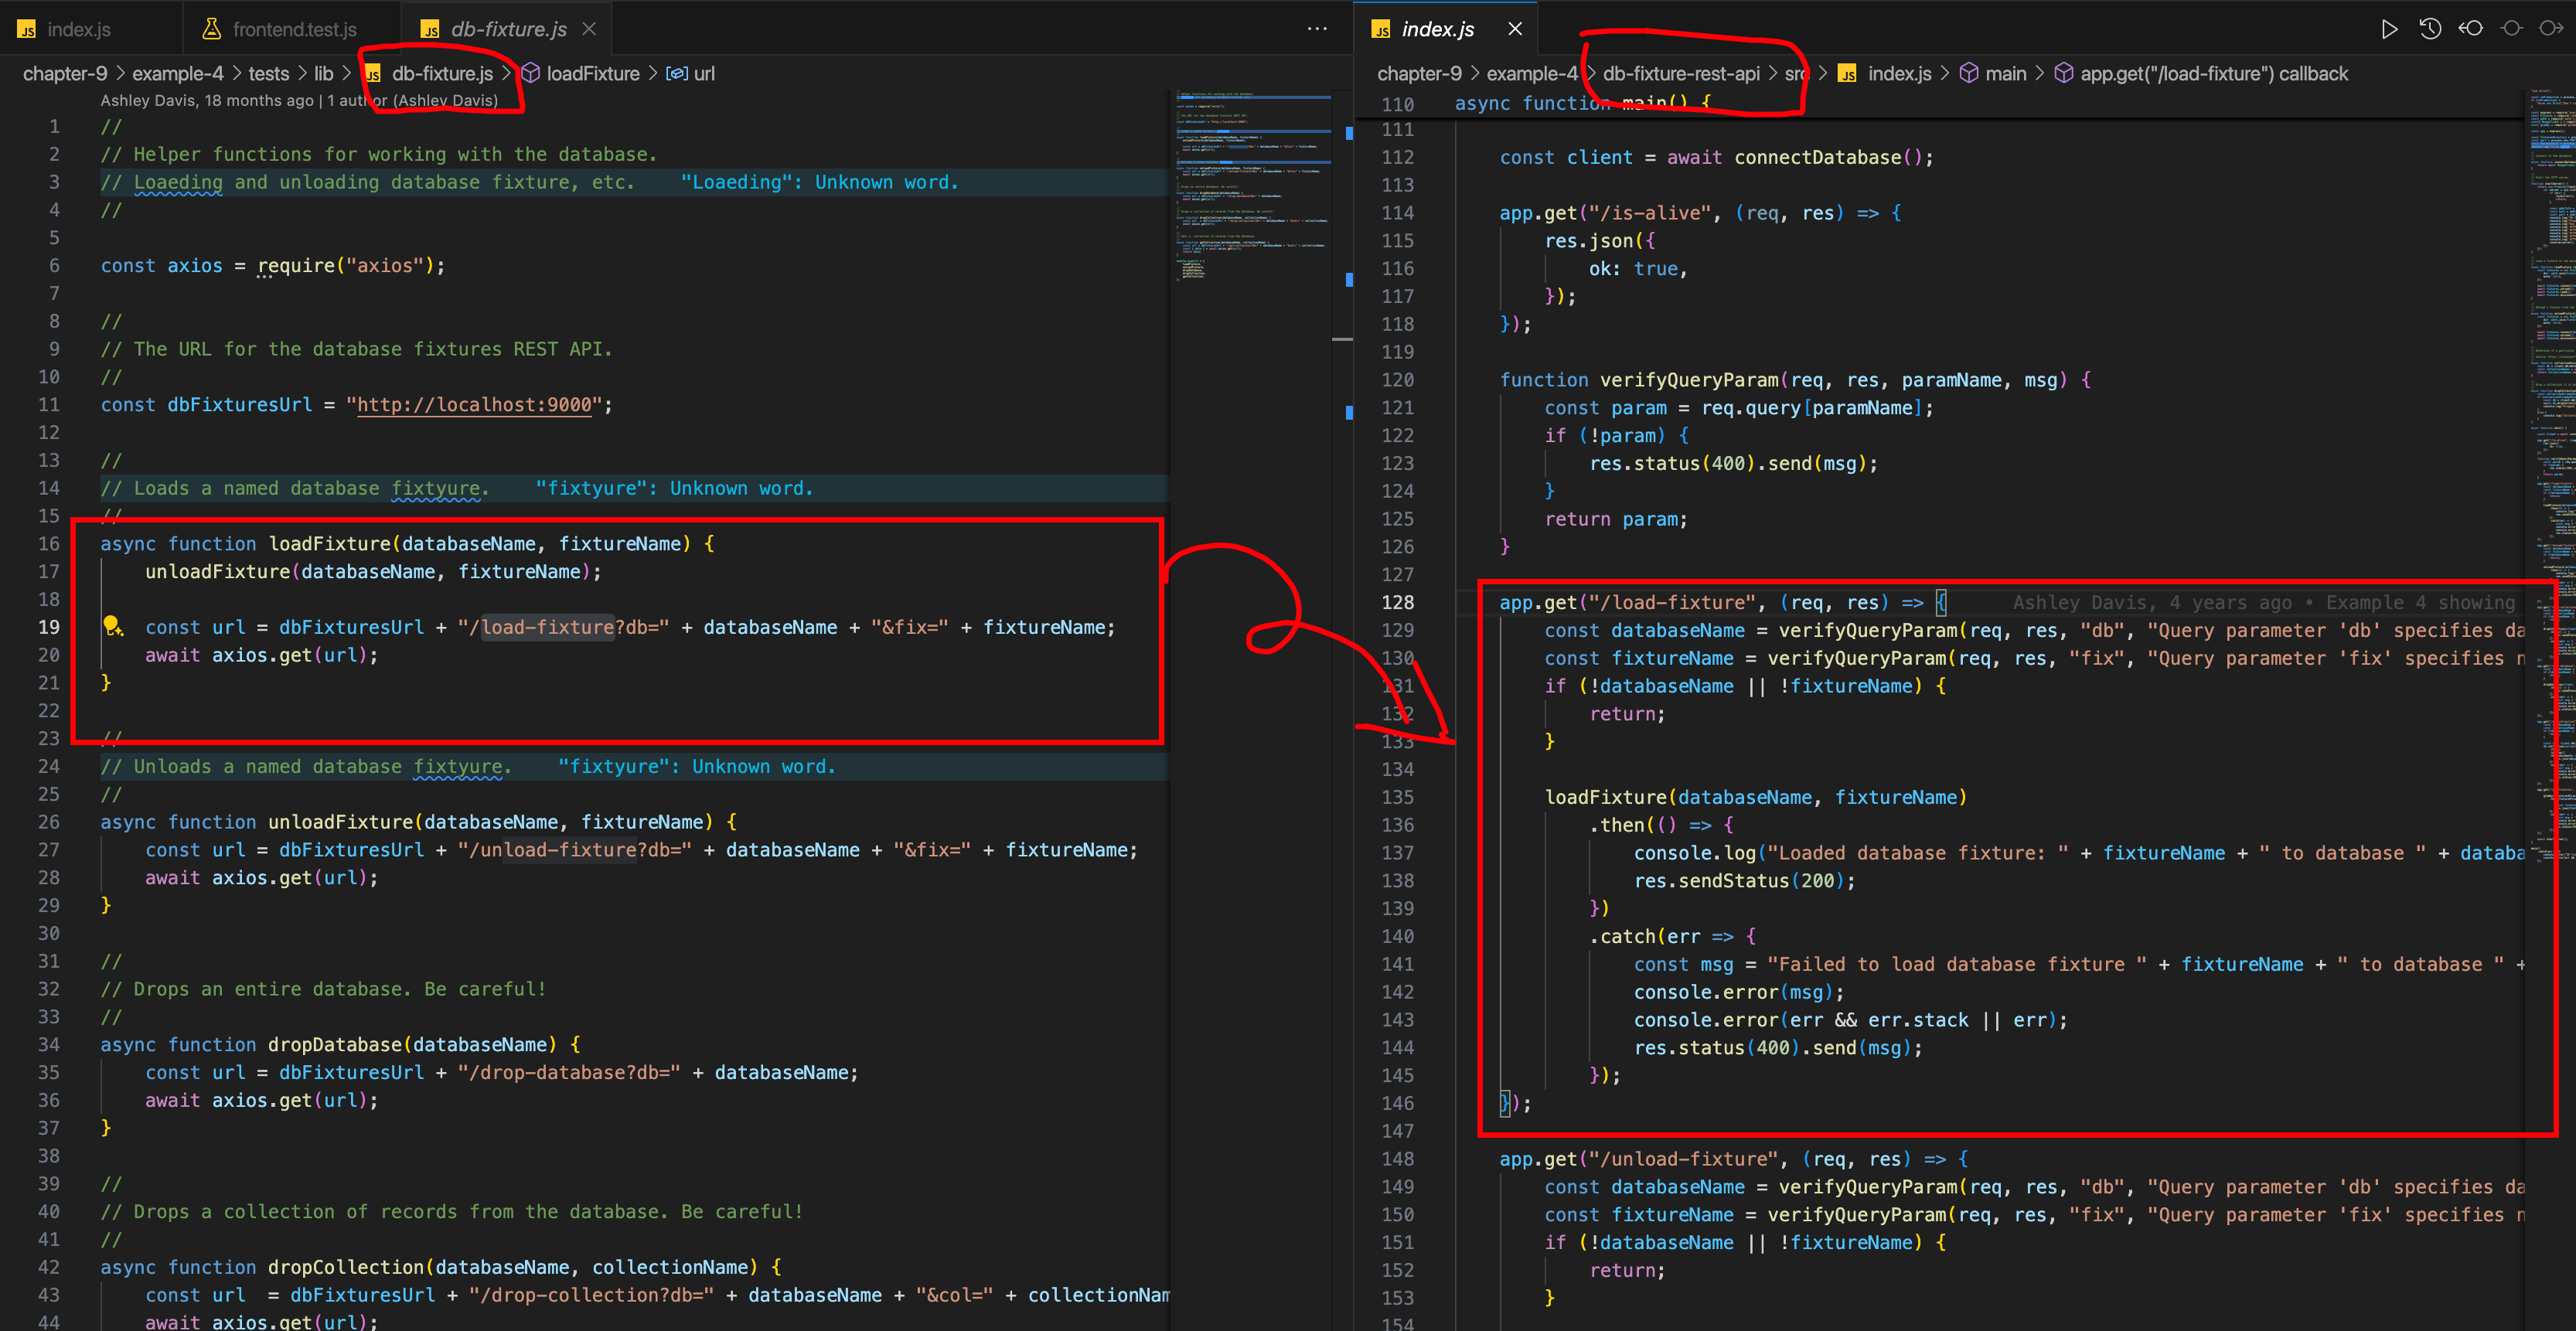 index.js
frontend.test.js
db-fixture.js
chapter-9 > example-4 > tests > lib > JS db-fixture.js > loadFixture > url
Ashley Davis, 18 months ago | 1 author (Ashley Davis)
1 //
2 // Helper functions for working with the database.
3 // Loaeding and unloading database fixture, etc. "Loaeding": Unknown word.
4 //
5
6 const axios = require("axios");
7
8 //
9 // The URL for the database fixtures REST API.
10 //
11 const dbFixturesUrl = "http://localhost:9000";
12
13 //
14 // Loads a named database fixtyure. "fixtyure": Unknown word.
15 //
16 async function loadFixture(databaseName, fixtureName) {
17 unloadFixture(databaseName, fixtureName);
18
19 const url = dbFixturesUrl + "/load-fixture?db=" + databaseName + "&fix=" + fixtureName;
20 await axios.get(url);
21 }
22
23 //
24 // Unloads a named database fixtyure. "fixtyure": Unknown word.
25 //
26 async function unloadFixture(databaseName, fixtureName) {
27 const url = dbFixturesUrl + "/unload-fixture?db=" + databaseName + "&fix=" + fixtureName;
28 await axios.get(url);
29 }
30
31 //
32 // Drops an entire database. Be careful!
33 //
34 async function dropDatabase(databaseName) {
35 const url = dbFixturesUrl + "/drop-database?db=" + databaseName;
36 await axios.get(url);
37 }
38
39 //
40 // Drops a collection of records from the database. Be careful!
41 //
42 async function dropCollection(databaseName, collectionName) {
43 const url  = dbFixturesUrl + "/drop-collection?db=" + databaseName + "&col=" + collectionNam
44 await axios.get(url);
JS index.js
chapter-9 > example-4 > db-fixture-rest-api > src > JS index.js > main > app.get("/load-fixture") callback
110 async function main() {
111
112 const client = await connectDatabase();
113
114 app.get("/is-alive", (req, res) => {
115 res.json({
116 ok: true,
117 });
118 });
119
120 function verifyQueryParam(req, res, paramName, msg) {
121 const param = req.query[paramName];
122 if (!param) {
123 res.status(400).send(msg);
124 }
125 return param;
126 }
127
128 app.get("/load-fixture", (req, res) => { Ashley Davis, 4 years ago • Example 4 showing
129 const databaseName = verifyQueryParam(req, res, "db", "Query parameter 'db' specifies da
130 const fixtureName = verifyQueryParam(req, res, "fix", "Query parameter 'fix' specifies n
131 if (!databaseName || !fixtureName) {
132 return;
133 }
134
135 loadFixture(databaseName, fixtureName)
136 .then(() => {
137 console.log("Loaded database fixture: " + fixtureName + " to database " + databa
138 res.sendStatus(200);
139 })
140 .catch(err => {
141 const msg = "Failed to load database fixture " + fixtureName + " to database " +
142 console.error(msg);
143 console.error(err && err.stack || err);
144 res.status(400).send(msg);
145 });
146 });
147
148 app.get("/unload-fixture", (req, res) => {
149 const databaseName = verifyQueryParam(req, res, "db", "Query parameter 'db' specifies da
150 const fixtureName = verifyQueryParam(req, res, "fix", "Query parameter 'fix' specifies n
151 if (!databaseName || !fixtureName) {
152 return;
153 }
154